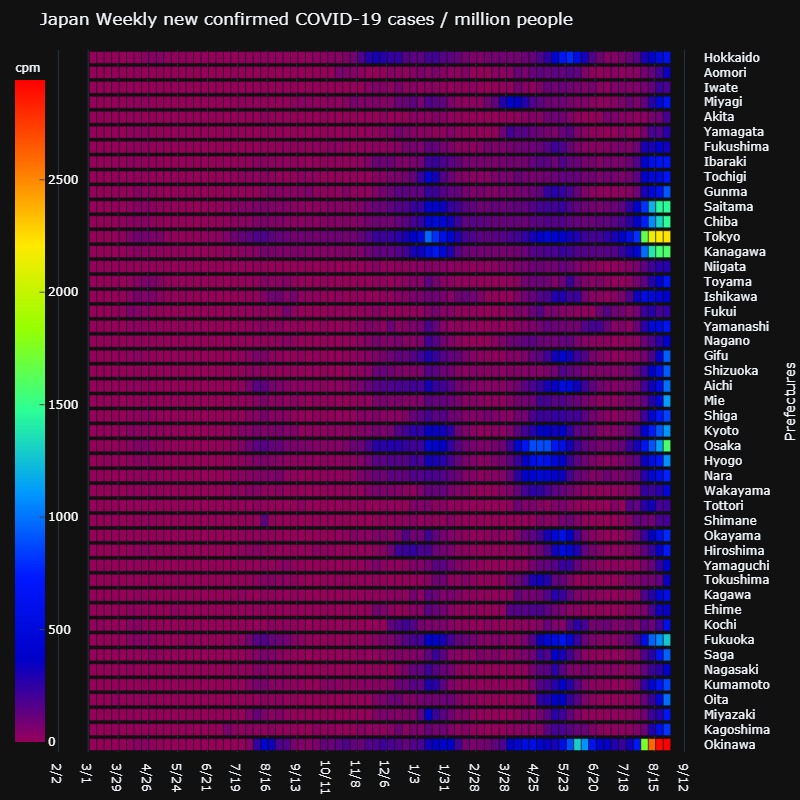 Japan Weekly new confirmed COVID-19 cases / million people
cpm
2500
2000
1500
1000
500
0
Hokkaido
Aomori
Iwate
Miyagi
Akita
Yamagata
Fukushima
Ibaraki
Tochigi
Gunma
Saitama
Chiba
Tokyo
Kanagawa
Niigata
Toyama
Ishikawa
Fukui
Yamanashi
Nagano
Gifu
Shizuoka
Aichi
Mie
Shiga
Kyoto
Osaka
Hyogo
Nara
Wakayama
Tottori
Shimane
Okayama
Hiroshima
Yamaguchi
Tokushima
Kagawa
Ehime
Kochi
Fukuoka
Saga
Nagasaki
Kumamoto
Oita
Miyazaki
Kagoshima
Okinawa
Prefectures
2/2
3/1
3/29
4/26
5/24
6/21
7/19
8/16
9/13
10/11
11/8
12/6
1/3
1/31
2/28
3/28
4/25
5/23
6/20
7/18
8/15
9/12